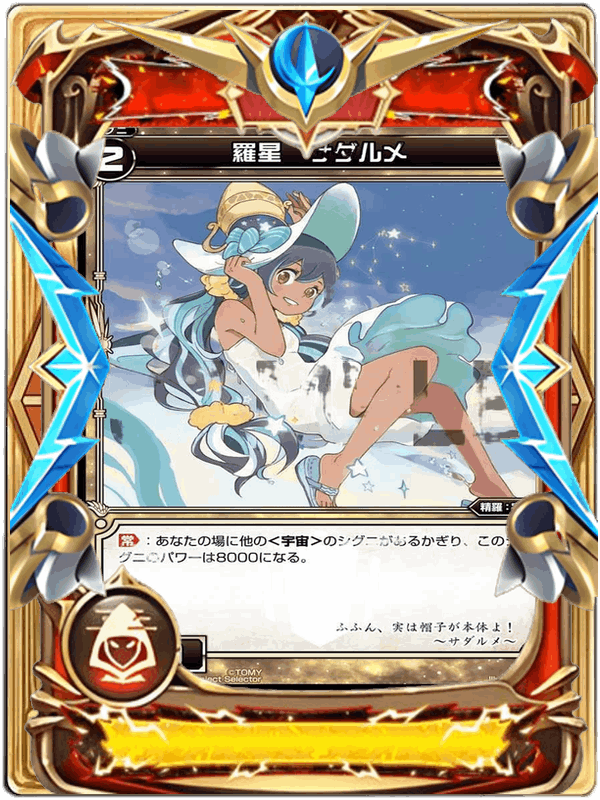 2
羅星 サダルメ
精羅:
常:あなたの場に他の<宇宙>のシグニがあるかぎり、この
グニのパワーは8000になる。
ふふん、実は帽子が本体よ!
～サダルメ～
©TOMY
Selector